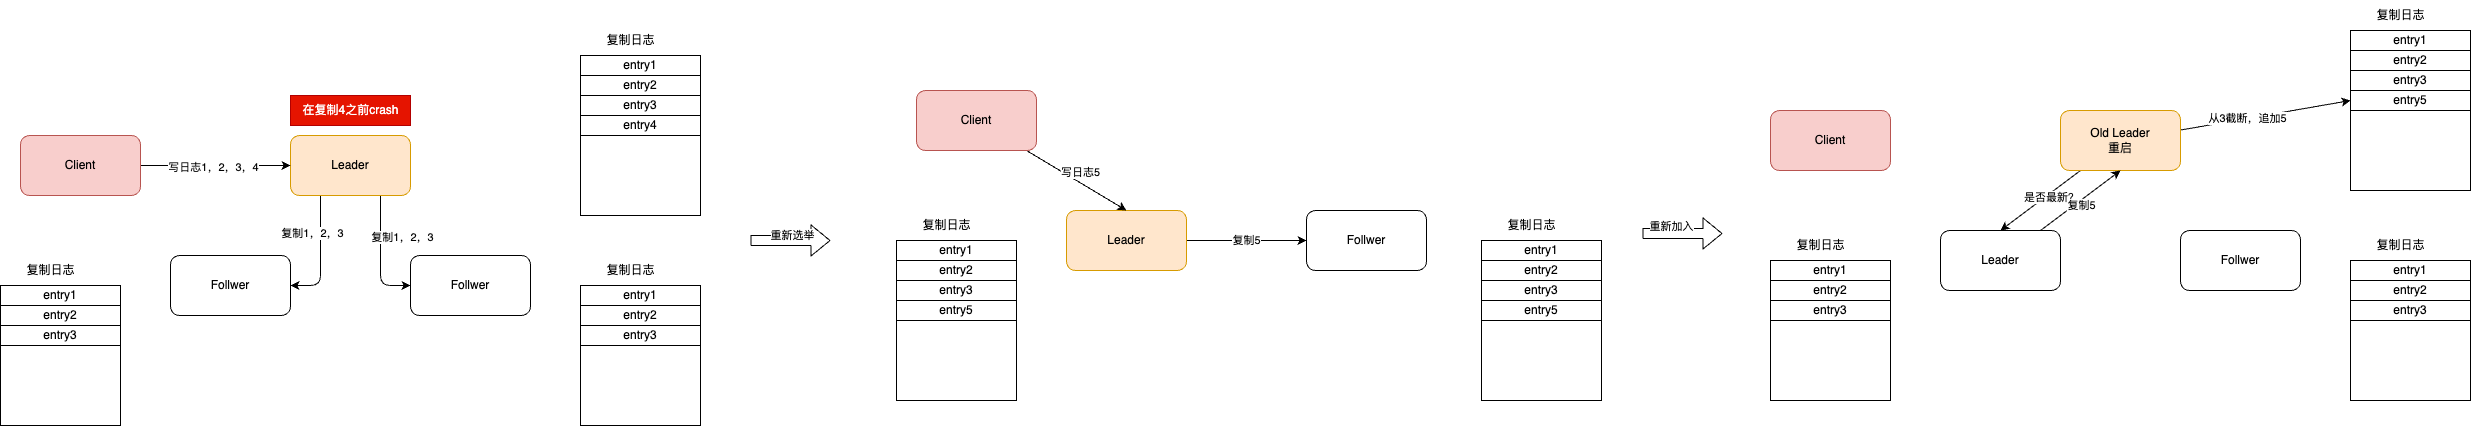 复制日志
entry1
entry2
entry3
entry4
在复制4之前crash
Client
写日志1，2，3，4
Leader
复制1，2，3
复制1，2，3
Follwer
Follwer
复制日志
entry1
entry2
entry3
复制日志
entry1
entry2
entry3
重新选举
Client
写日志5
Leader
复制5
Follwer
复制日志
entry1
entry2
entry3
entry5
复制日志
entry1
entry2
entry3
entry5
重新加入
复制日志
entry1
entry2
entry3
entry5
Client
Old Leader
重启
从3截断，追加5
是否最新?
复制5
Leader
Follwer
复制日志
entry1
entry2
entry3
复制日志
entry1
entry2
entry3